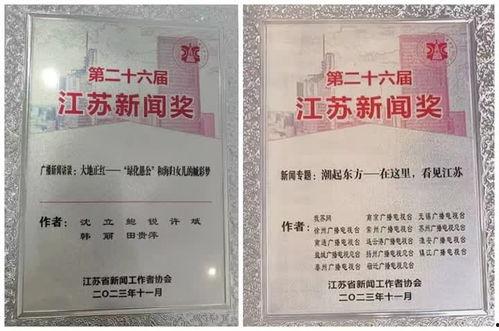 第二十六届
江苏新闻奖
广播新闻访谈：大地正红——“绿化愚公”和海归女儿的碱彩梦
作者：沈 立 鲍 锐 许 斌
韩 丽 田贵萍
江苏省新闻工作者协会
二〇二三年十一月
第二十六届
江苏新闻奖
新闻专题：潮起东方——在这里，看见江苏
作者：我苏网 南京广播电视台 无锡广播电视台
徐州广播电视台 常州广播电视台 苏州广播电视总台
南通广播电视台 连云港广播电视台 淮安广播电视台
盐城广播电视总台 扬州广播电视总台 镇江广播电视台
泰州广播电视台 宿迁广播电视总台
江苏省新闻工作者协会
二〇二三年十一月